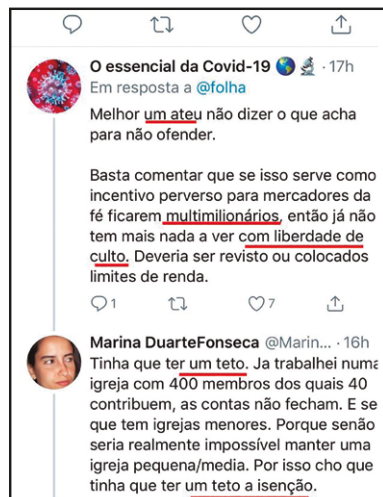 O essencial da Covid-19 🌎 🔬 · 17h
Em resposta a @folha
Melhor um ateu não dizer o que acha
para não ofender.
Basta comentar que se isso serve como
incentivo perverso para mercadores da
fé ficarem multimilionários, então já não
tem mais nada a ver com liberdade de
culto. Deveria ser revisto ou colocados
limites de renda.
1 7
Marina DuarteFonseca @Marin... · 16h
Tinha que ter um teto. Ja trabalhei numa
igreja com 400 membros dos quais 40
contribuem, as contas não fecham. E sei
que tem igrejas menores. Porque senão
seria realmente impossível manter uma
igreja pequena/media. Por isso cho que
tinha que ter um teto a isenção.